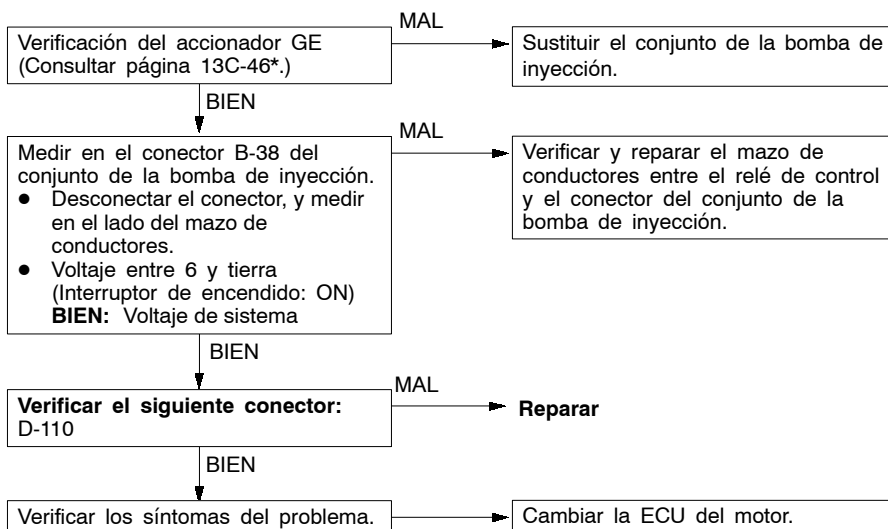 MAL
Verificación del accionador GE
(Consultar página 13C-46*.)
Sustituir el conjunto de la bomba de
inyección.
BIEN
MAL
Medir en el conector B-38 del
conjunto de la bomba de inyección.
● Desconectar el conector, y medir
en el lado del mazo de
conductores.
● Voltaje entre 6 y tierra
(Interruptor de encendido: ON)
BIEN: Voltaje de sistema
Verificar y reparar el mazo de
conductores entre el relé de control
y el conector del conjunto de la
bomba de inyección.
BIEN
MAL
Verificar el siguiente conector:
D-110
Reparar
BIEN
Verificar los síntomas del problema.
Cambiar la ECU del motor.